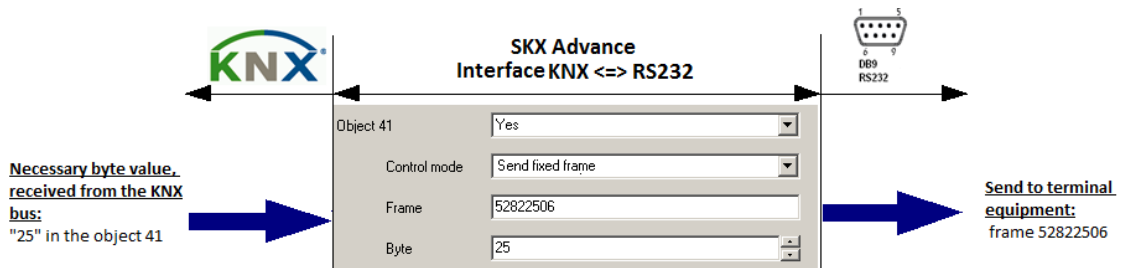 KNX
SKX Advance
Interface KNX <=> RS232
1 5
6 9
DB9
RS232
Object 41 Yes
Control mode Send fixed frame
Frame 52822506
Byte 25
Necessary byte value,
received from the KNX
bus:
"25" in the object 41
Send to terminal
equipment:
frame 52822506